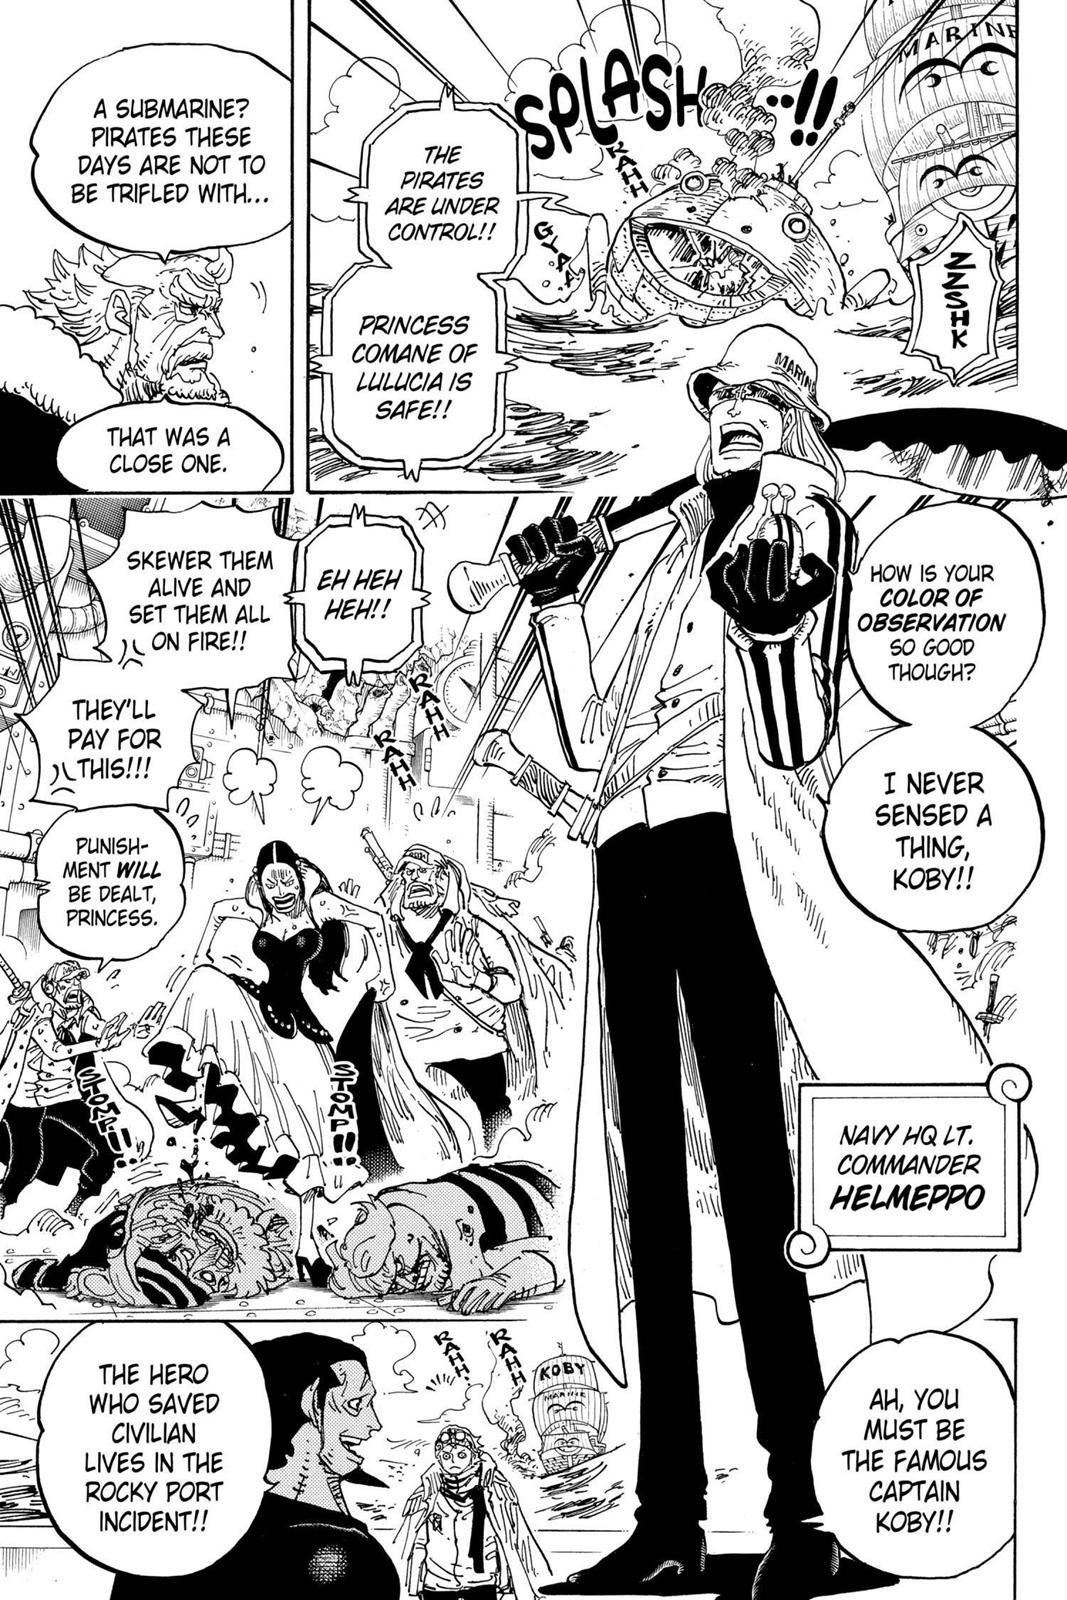 A SUBMARINE?
PIRATES THESE
DAYS ARE NOT TO
BE TRIFLED WITH...
THAT WAS A
CLOSE ONE.
SPLASH
...!!
MARINE
RAHH
GYAA
THE
PIRATES
ARE UNDER
CONTROL!!
PRINCESS
COMANE OF
LULUCIA IS
SAFE!!
ZZSHK
MARINE
HOW IS YOUR
COLOR OF
OBSERVATION
SO GOOD
THOUGH?
I NEVER
SENSED A
THING,
KOBY!!
EH HEH
HEH!!
SKEWER THEM
ALIVE AND
SET THEM ALL
ON FIRE!!
THEY'LL
PAY FOR
THIS!!!
PUNISH-
MENT WILL
BE DEALT,
PRINCESS.
RAHH
RAHH
STOMP!!
STOMP!!
NAVY HQ LT.
COMMANDER
HELMEPPO
AH, YOU
MUST BE
THE FAMOUS
CAPTAIN
KOBY!!
RAHH
RAHH
KOBY
MARINE
THE HERO
WHO SAVED
CIVILIAN
LIVES IN THE
ROCKY PORT
INCIDENT!!